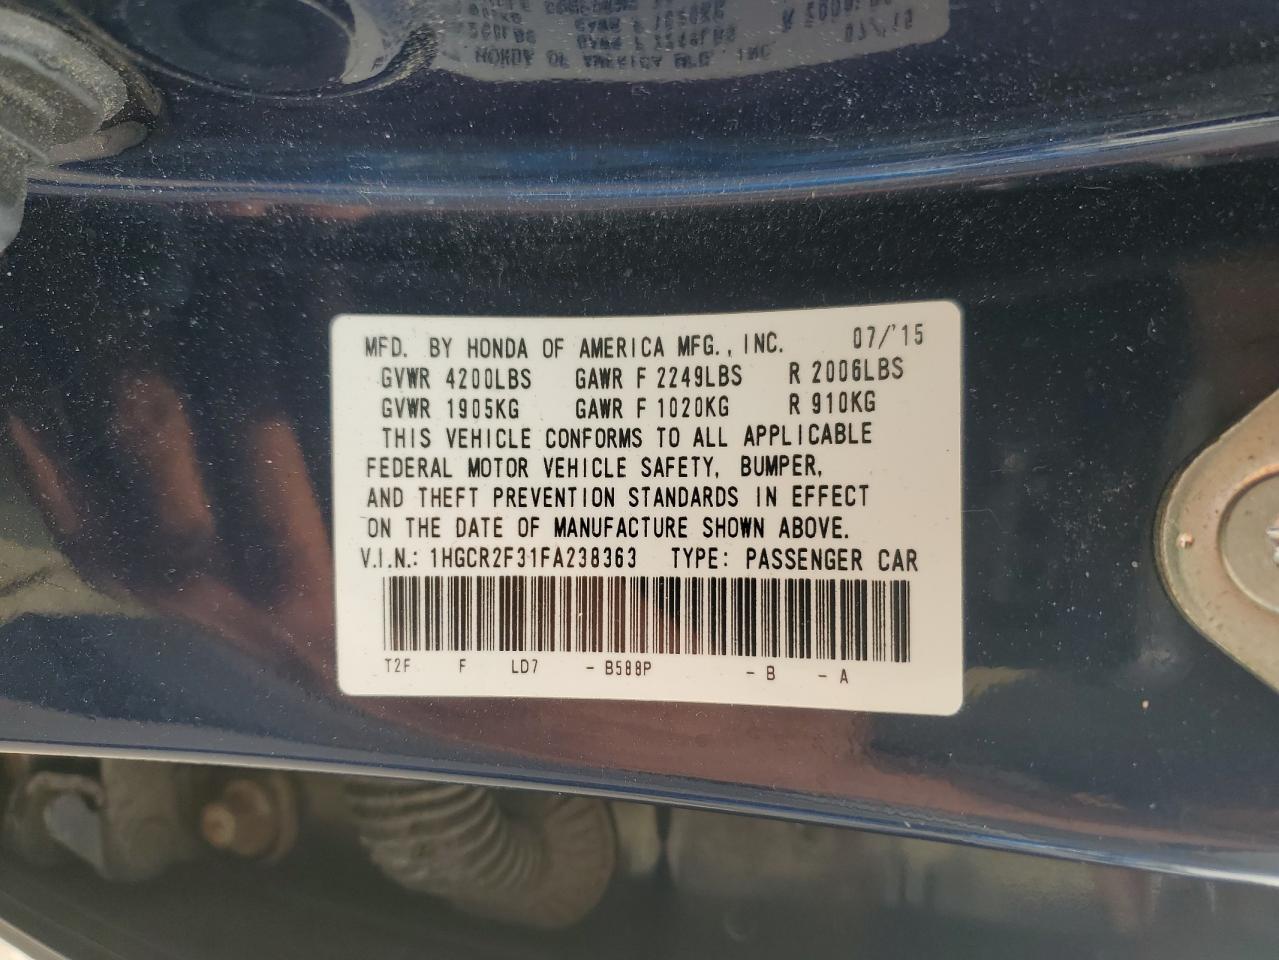 MFD. BY HONDA OF AMERICA MFG., INC. 07/'15
GVWR 4200LBS GAWR F 2249LBS R 2006LBS
GVWR 1905KG GAWR F 1020KG R 910KG
THIS VEHICLE CONFORMS TO ALL APPLICABLE
FEDERAL MOTOR VEHICLE SAFETY, BUMPER,
AND THEFT PREVENTION STANDARDS IN EFFECT
ON THE DATE OF MANUFACTURE SHOWN ABOVE.
V.I.N.: 1HGCR2F31FA238363 TYPE: PASSENGER CAR
T2F F LD7 - B588P - B - A